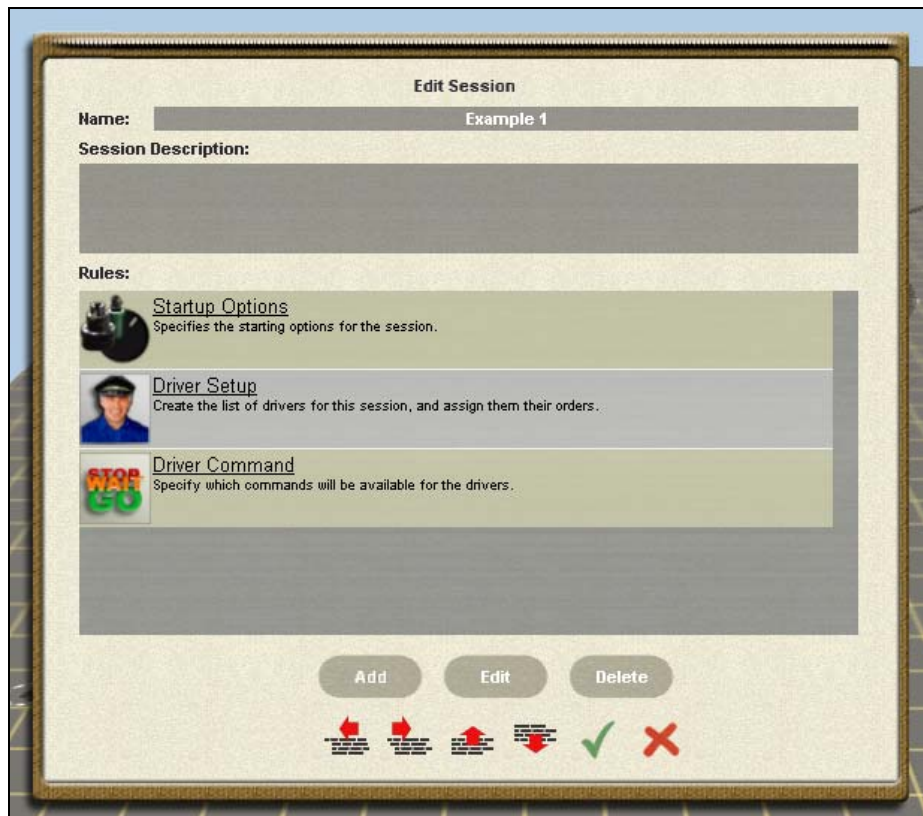 Edit Session
Name: Example 1
Session Description:
Rules:
Startup Options
Specifies the starting options for the session.
Driver Setup
Create the list of drivers for this session, and assign them their orders.
STOP
WAIT
GO
Driver Command
Specify which commands will be available for the drivers.
Add Edit Delete